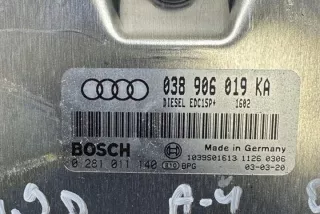 038 906 019 KA
DIESEL EDC15P+ 1602
Made in Germany
BOSCH 1039S01613 1126 0306
0 281 011 140 BPG 03-03-20
A-4